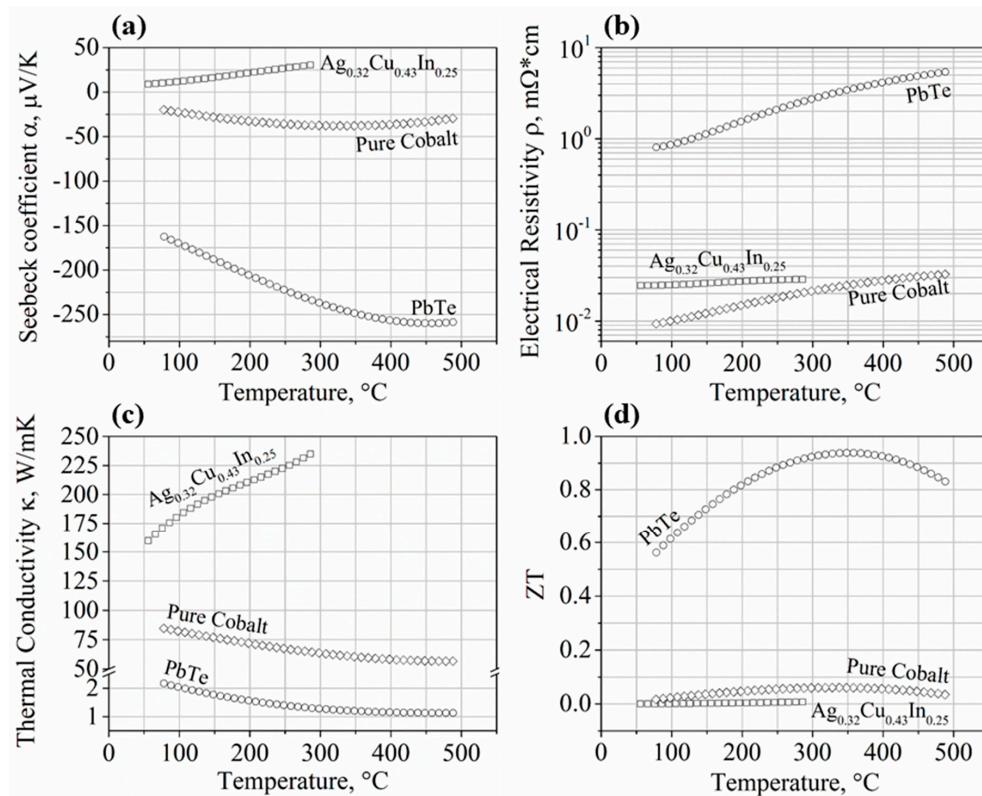 (a)
Seebeck coefficient α, μV/K
50
0
-50
-100
-150
-200
-250
Ag0.32Cu0.43In0.25
Pure Cobalt
PbTe
0 100 200 300 400 500
Temperature, °C
(b)
Electrical Resistivity ρ, mΩ*cm
10^1
10^0
10^-1
10^-2
PbTe
Ag0.32Cu0.43In0.25
Pure Cobalt
0 100 200 300 400 500
Temperature, °C
(c)
Thermal Conductivity κ, W/mK
250
225
200
175
150
125
100
75
50
2
1
Ag0.32Cu0.43In0.25
Pure Cobalt
PbTe
0 100 200 300 400 500
Temperature, °C
(d)
ZT
1.0
0.8
0.6
0.4
0.2
0.0
PbTe
Pure Cobalt
Ag0.32Cu0.43In0.25
0 100 200 300 400 500
Temperature, °C